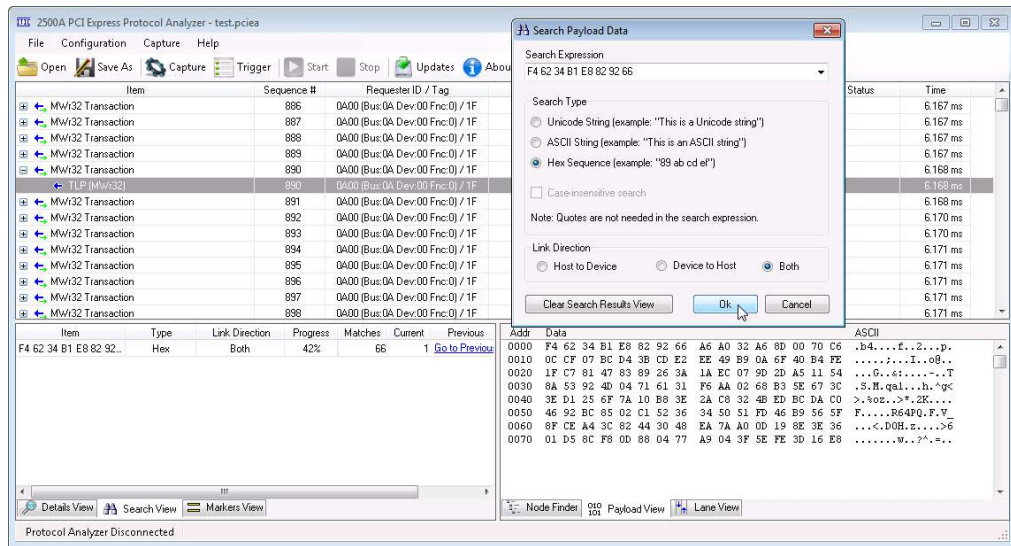 2500A PCI Express Protocol Analyzer - test.pciea
File Configuration Capture Help
Open Save As Capture Trigger Start Stop Updates Abou
Item Sequence # Requester ID / Tag Status Time
MWr32 Transaction 886 0A00 (Bus:0A Dev:00 Fnc:0) / 1F 6.167 ms
MWr32 Transaction 887 0A00 (Bus:0A Dev:00 Fnc:0) / 1F 6.167 ms
MWr32 Transaction 888 0A00 (Bus:0A Dev:00 Fnc:0) / 1F 6.167 ms
MWr32 Transaction 889 0A00 (Bus:0A Dev:00 Fnc:0) / 1F 6.167 ms
MWr32 Transaction 890 0A00 (Bus:0A Dev:00 Fnc:0) / 1F 6.168 ms
TLP (MWr32) 890 0A00 (Bus:0A Dev:00 Fnc:0) / 1F 6.168 ms
MWr32 Transaction 891 0A00 (Bus:0A Dev:00 Fnc:0) / 1F 6.168 ms
MWr32 Transaction 892 0A00 (Bus:0A Dev:00 Fnc:0) / 1F 6.170 ms
MWr32 Transaction 893 0A00 (Bus:0A Dev:00 Fnc:0) / 1F 6.170 ms
MWr32 Transaction 894 0A00 (Bus:0A Dev:00 Fnc:0) / 1F 6.171 ms
MWr32 Transaction 895 0A00 (Bus:0A Dev:00 Fnc:0) / 1F 6.171 ms
MWr32 Transaction 896 0A00 (Bus:0A Dev:00 Fnc:0) / 1F 6.171 ms
MWr32 Transaction 897 0A00 (Bus:0A Dev:00 Fnc:0) / 1F 6.171 ms
MWr32 Transaction 898 0A00 (Bus:0A Dev:00 Fnc:0) / 1F 6.171 ms
Search Payload Data
Search Expression
F4 62 34 B1 E8 82 92 66
Search Type
Unicode String (example: "This is a Unicode string")
ASCII String (example: "This is an ASCII string")
Hex Sequence (example: "89 ab cd ef")
Case-insensitive search
Note: Quotes are not needed in the search expression.
Link Direction
Host to Device Device to Host Both
Clear Search Results View Ok Cancel
Item Type Link Direction Progress Matches Current Previous
F4 62 34 B1 E8 82 92... Hex Both 42% 66 1 Go to Previou
Addr Data ASCII
0000 F4 62 34 B1 E8 82 92 66 A6 A0 32 A6 8D 00 70 C6 .b4....f..2...p.
0010 0C CF 07 BC D4 3B CD E2 EE 49 B9 0A 6F 40 B4 FE .....;...I..o@..
0020 1F C7 81 47 83 89 26 3A 1A EC 07 9D 2D A5 11 54 ...G..&:....-..T
0030 8A 53 92 4D 04 71 61 31 F6 AA 02 68 B3 5E 67 3C .S.M.qa1...h.^g<
0040 3E D1 25 6F 7A 10 B8 3E 2A C8 32 4B ED BC DA C0 >.%oz..>*.2K....
0050 46 92 BC 85 02 C1 52 36 34 50 51 FD 46 B9 56 5F F.....R64PQ.F.V_
0060 8F CE A4 3C 82 44 30 48 EA 7A A0 0D 19 8E 3E 36 ...<.D0H.z....>6
0070 01 D5 8C F8 0D 88 04 77 A9 04 3F 5E FE 3D 16 E8 .......w..?^.=..
Details View Search View Markers View
Node Finder Payload View Lane View
Protocol Analyzer Disconnected